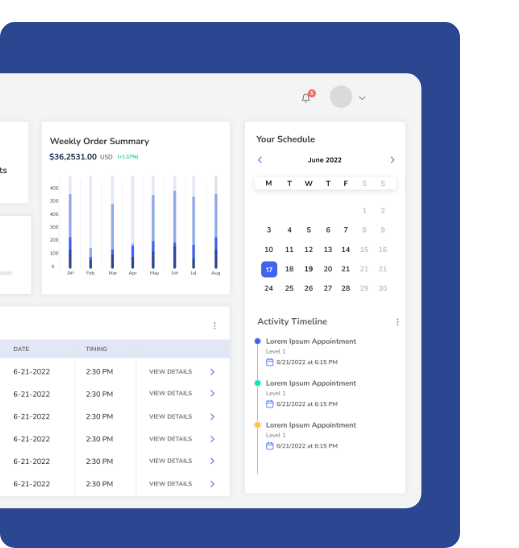 5
ts
Weekly Order Summary
$36,2531.00 USD (+1.37%)
400
300
400
300
200
100
0
Jan Feb Mar Apr May Jun Jul Aug
Your Schedule
June 2022
M T W T F S S
1 2
3 4 5 6 7 8 9
10 11 12 13 14 15 16
17 18 19 20 21 21 21
24 25 26 27 28 29 30
DATE TIMING
6-21-2022 2:30 PM VIEW DETAILS
6-21-2022 2:30 PM VIEW DETAILS
6-21-2022 2:30 PM VIEW DETAILS
6-21-2022 2:30 PM VIEW DETAILS
6-21-2022 2:30 PM VIEW DETAILS
6-21-2022 2:30 PM VIEW DETAILS
Activity Timeline
Lorem Ipsum Appointment
Level 1
6/21/2022 at 6:15 PM
Lorem Ipsum Appointment
Level 1
6/21/2022 at 6:15 PM
Lorem Ipsum Appointment
Level 1
6/21/2022 at 6:15 PM